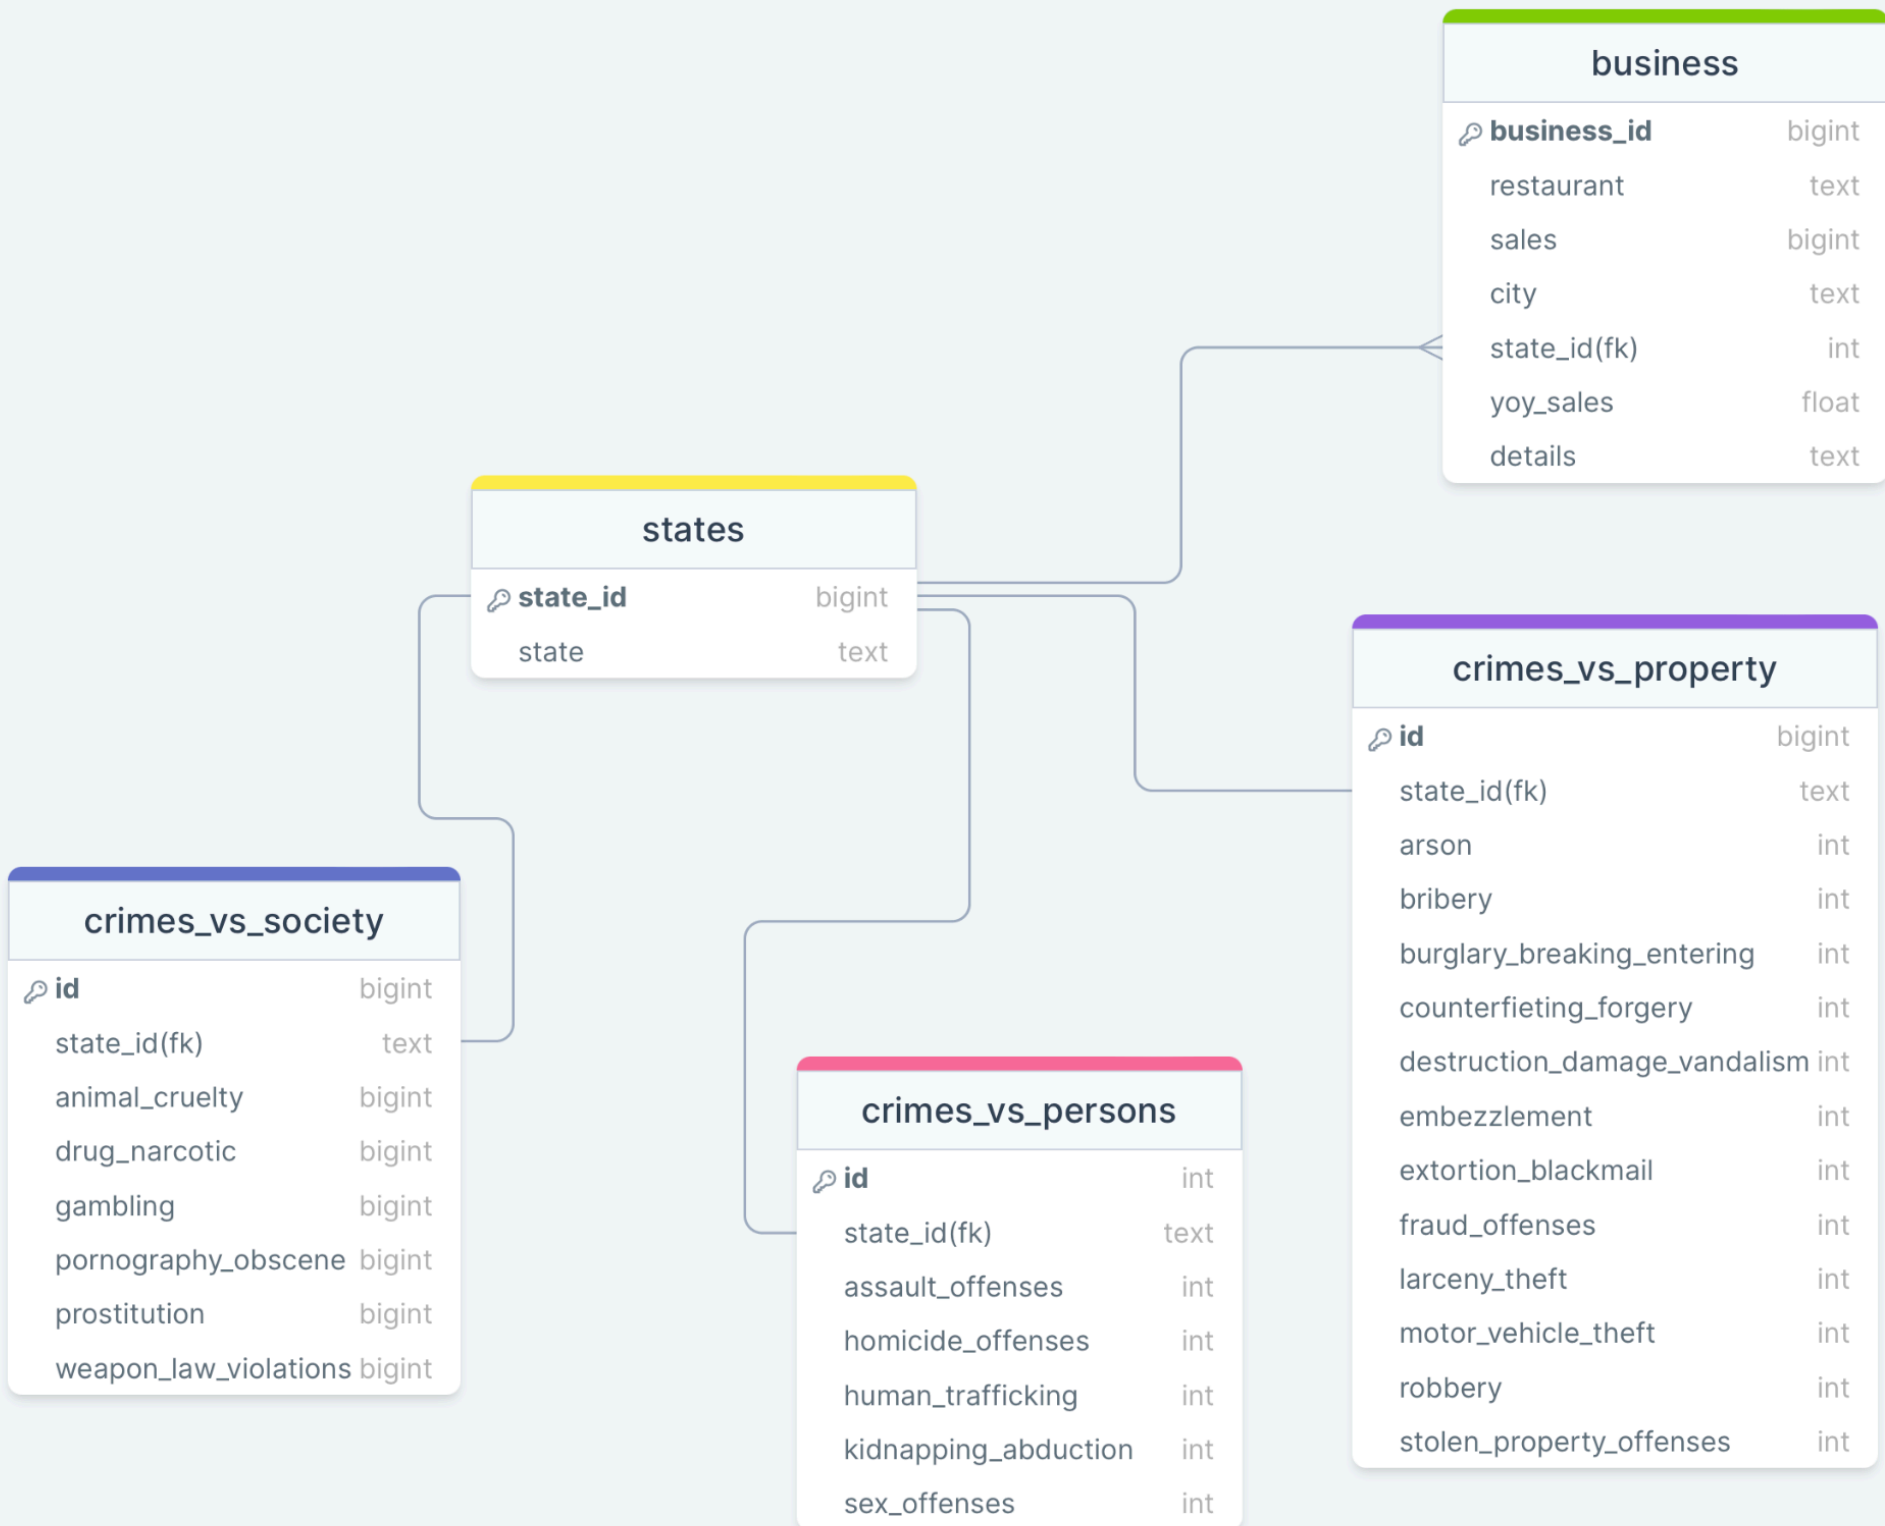 business
business_id bigint
restaurant text
sales bigint
city text
state_id(fk) int
yoy_sales float
details text
states
state_id bigint
state text
crimes_vs_property
id bigint
state_id(fk) text
arson int
bribery int
burglary_breaking_entering int
counterfieting_forgery int
destruction_damage_vandalism int
embezzlement int
extortion_blackmail int
fraud_offenses int
larceny_theft int
motor_vehicle_theft int
robbery int
stolen_property_offenses int
crimes_vs_society
id bigint
state_id(fk) text
animal_cruelty bigint
drug_narcotic bigint
gambling bigint
pornography_obscene bigint
prostitution bigint
weapon_law_violations bigint
crimes_vs_persons
id int
state_id(fk) text
assault_offenses int
homicide_offenses int
human_trafficking int
kidnapping_abduction int
sex_offenses int